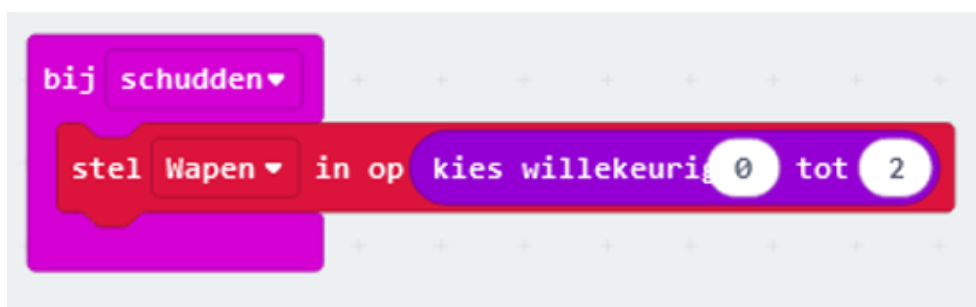 bij schudden
stel Wapen in op kies willekeurig 0 tot 2